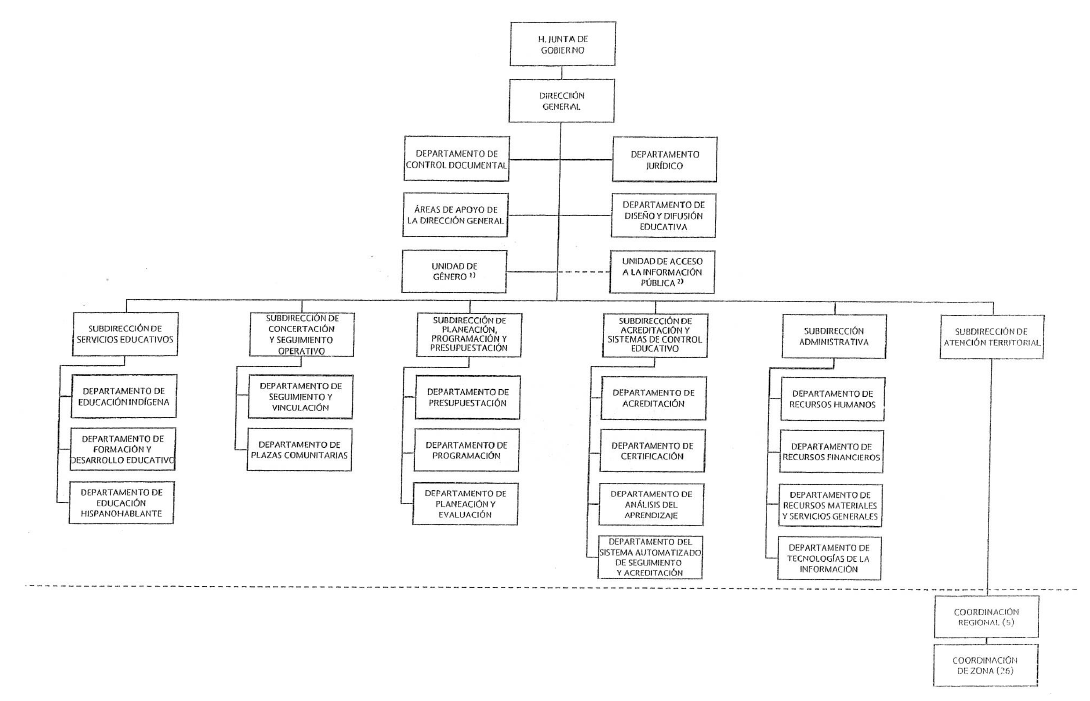 H. JUNTA DE
GOBIERNO
DIRECCIÓN
GENERAL
DEPARTAMENTO DE
CONTROL DOCUMENTAL
DEPARTAMENTO
JURÍDICO
ÁREAS DE APOYO DE
LA DIRECCIÓN GENERAL
DEPARTAMENTO DE
DISEÑO Y DIFUSIÓN
EDUCATIVA
UNIDAD DE
GÉNERO 1)
UNIDAD DE ACCESO
A LA INFORMACIÓN
PÚBLICA 2)
SUBDIRECCIÓN DE
SERVICIOS EDUCATIVOS
SUBDIRECCIÓN DE
CONCERTACIÓN
Y SEGUIMIENTO
OPERATIVO
SUBDIRECCIÓN DE
PLANEACIÓN,
PROGRAMACIÓN Y
PRESUPUESTACIÓN
SUBDIRECCIÓN DE
ACREDITACIÓN Y
SISTEMAS DE CONTROL
EDUCATIVO
SUBDIRECCIÓN
ADMINISTRATIVA
SUBDIRECCIÓN DE
ATENCIÓN TERRITORIAL
DEPARTAMENTO DE
EDUCACIÓN INDÍGENA
DEPARTAMENTO DE
FORMACIÓN Y
DESARROLLO EDUCATIVO
DEPARTAMENTO DE
EDUCACIÓN
HISPANOHABLANTE
DEPARTAMENTO DE
SEGUIMIENTO Y
VINCULACIÓN
DEPARTAMENTO DE
PLAZAS COMUNITARIAS
DEPARTAMENTO DE
PRESUPUESTACIÓN
DEPARTAMENTO DE
PROGRAMACIÓN
DEPARTAMENTO DE
PLANEACIÓN Y
EVALUACIÓN
DEPARTAMENTO DE
ACREDITACIÓN
DEPARTAMENTO DE
CERTIFICACIÓN
DEPARTAMENTO DE
ANÁLISIS DEL
APRENDIZAJE
DEPARTAMENTO DEL
SISTEMA AUTOMATIZADO
DE SEGUIMIENTO
Y ACREDITACIÓN
DEPARTAMENTO DE
RECURSOS HUMANOS
DEPARTAMENTO DE
RECURSOS FINANCIEROS
DEPARTAMENTO DE
RECURSOS MATERIALES
Y SERVICIOS GENERALES
DEPARTAMENTO DE
TECNOLOGÍAS DE LA
INFORMACIÓN
COORDINACIÓN
REGIONAL (5)
COORDINACIÓN
DE ZONA (26)